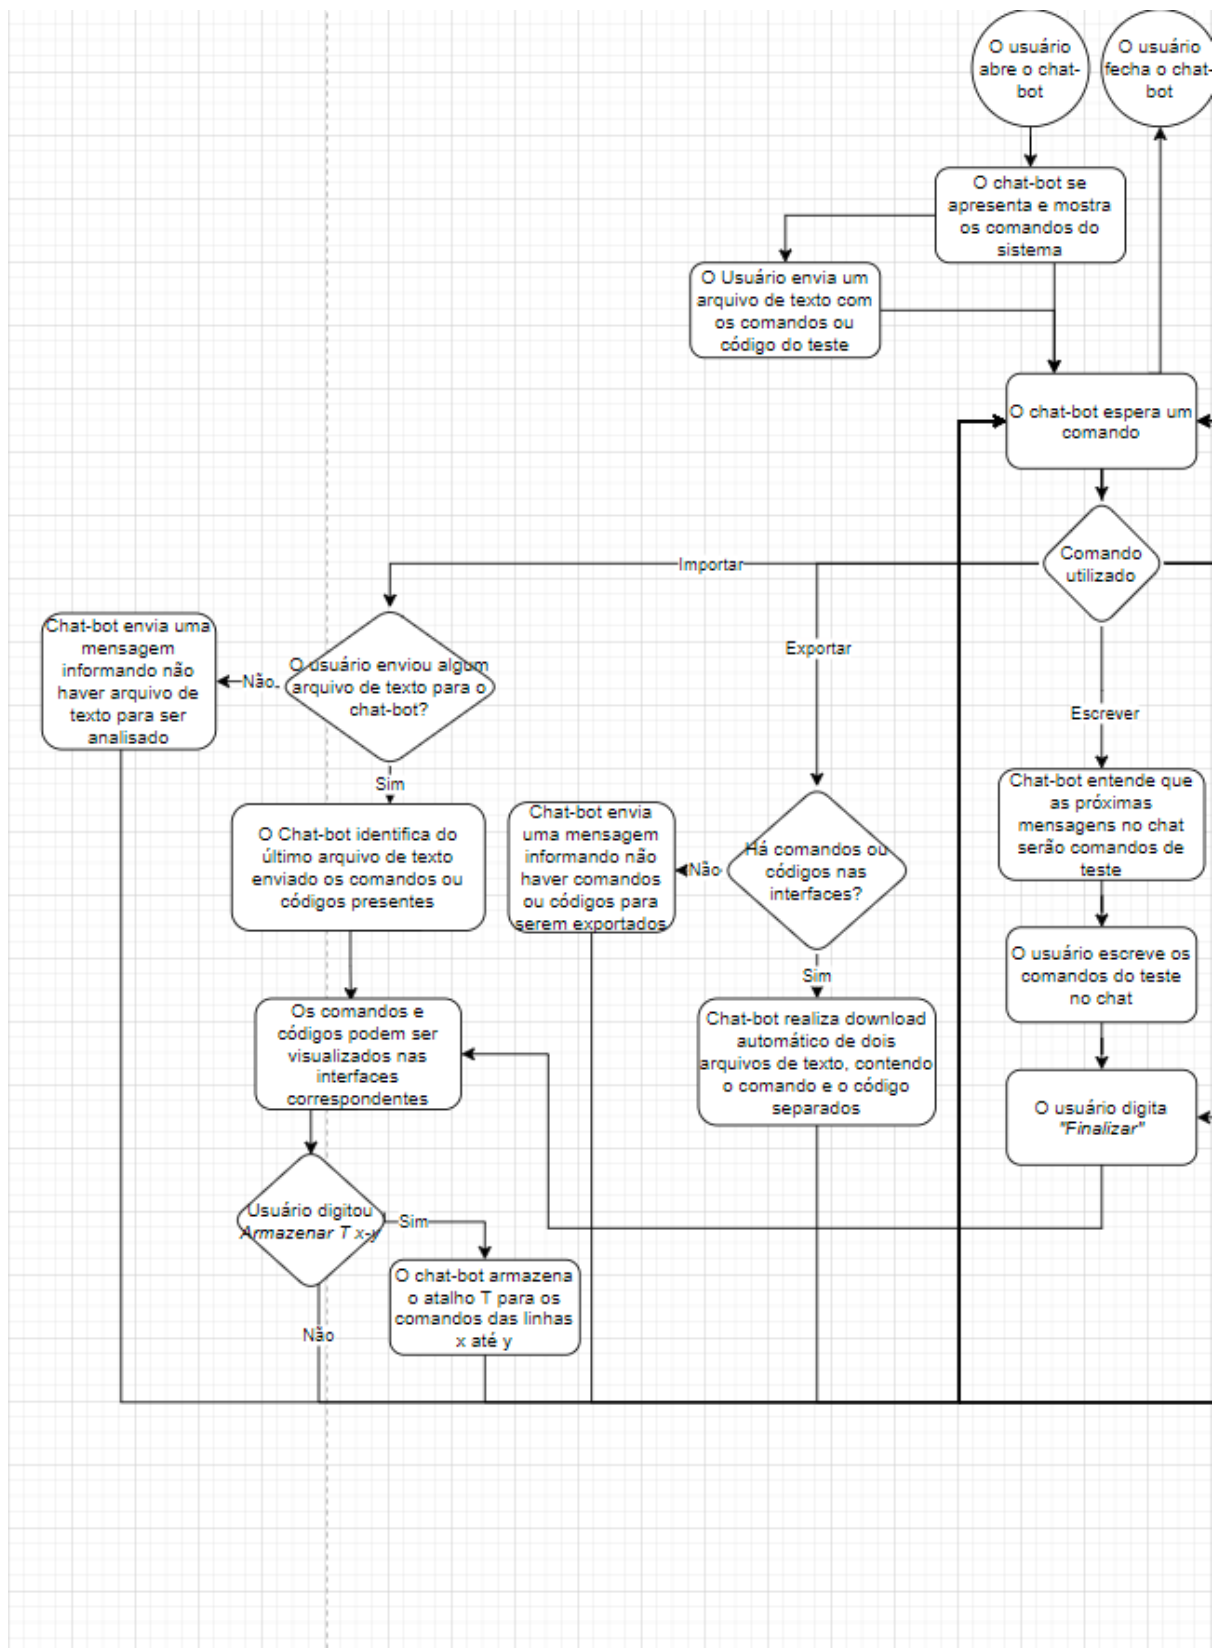 O usuário
abre o chat-
bot
O usuário
fecha o chat-
bot
O chat-bot se
apresenta e mostra
os comandos do
sistema
O Usuário envia um
arquivo de texto com
os comandos ou
código do teste
O chat-bot espera um
comando
Comando
utilizado
Importar
Exportar
Escrever
Chat-bot envia uma
mensagem
informando não
haver arquivo de
texto para ser
analisado
Não
O usuário enviou algum
arquivo de texto para o
chat-bot?
Sim
O Chat-bot identifica do
último arquivo de texto
enviado os comandos ou
códigos presentes
Chat-bot envia
uma mensagem
informando não
haver comandos
ou códigos para
serem exportados
Não
Há comandos ou
códigos nas
interfaces?
Sim
Chat-bot entende que
as próximas
mensagens no chat
serão comandos de
teste
O usuário escreve os
comandos do teste
no chat
Os comandos e
códigos podem ser
visualizados nas
interfaces
correspondentes
Chat-bot realiza download
automático de dois
arquivos de texto, contendo
o comando e o código
separados
O usuário digita
"Finalizar"
Usuário digitou
Armazenar T x-y
Sim
O chat-bot armazena
o atalho T para os
comandos das linhas
x até y
Não